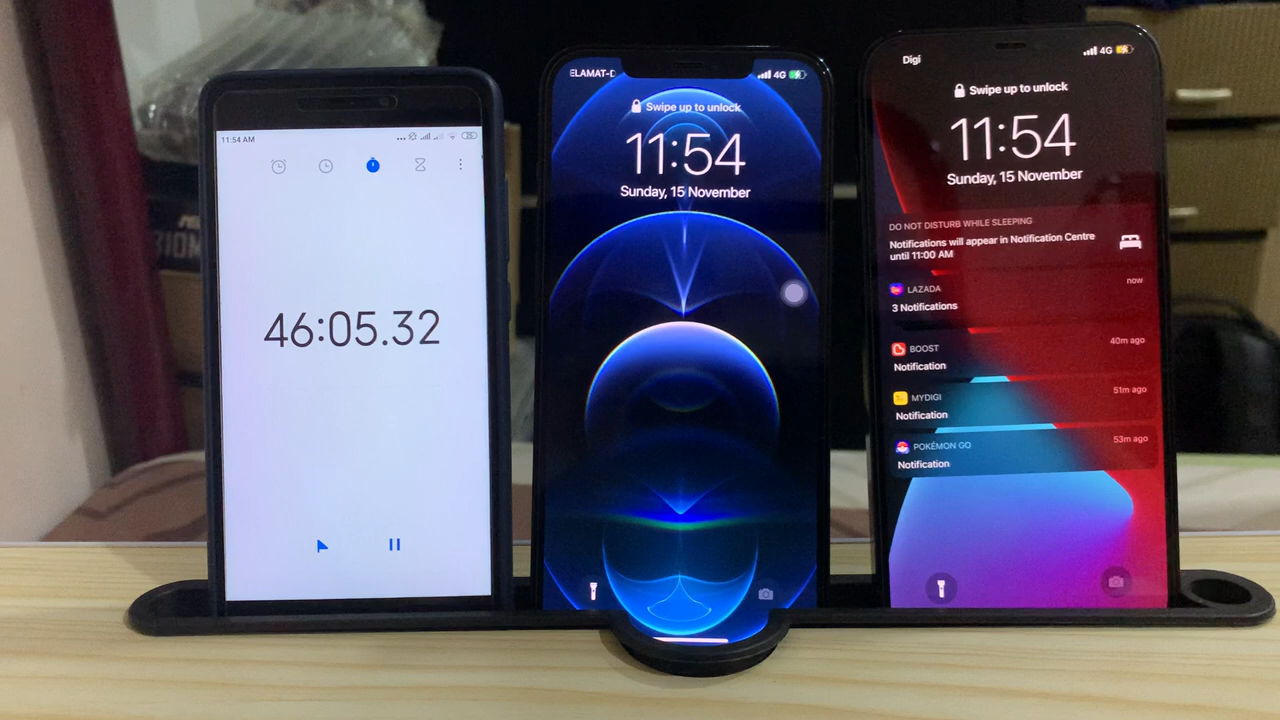 11:54 AM
46:05.32
ELAMAT-D
4G
Swipe up to unlock
11:54
Sunday, 15 November
Digi
4G
Swipe up to unlock
11:54
Sunday, 15 November
DO NOT DISTURB WHILE SLEEPING
Notifications will appear in Notification Centre
until 11:00 AM
LAZADA
now
3 Notifications
BOOST
40m ago
Notification
MYDIGI
51m ago
Notification
POKÉMON GO
53m ago
Notification